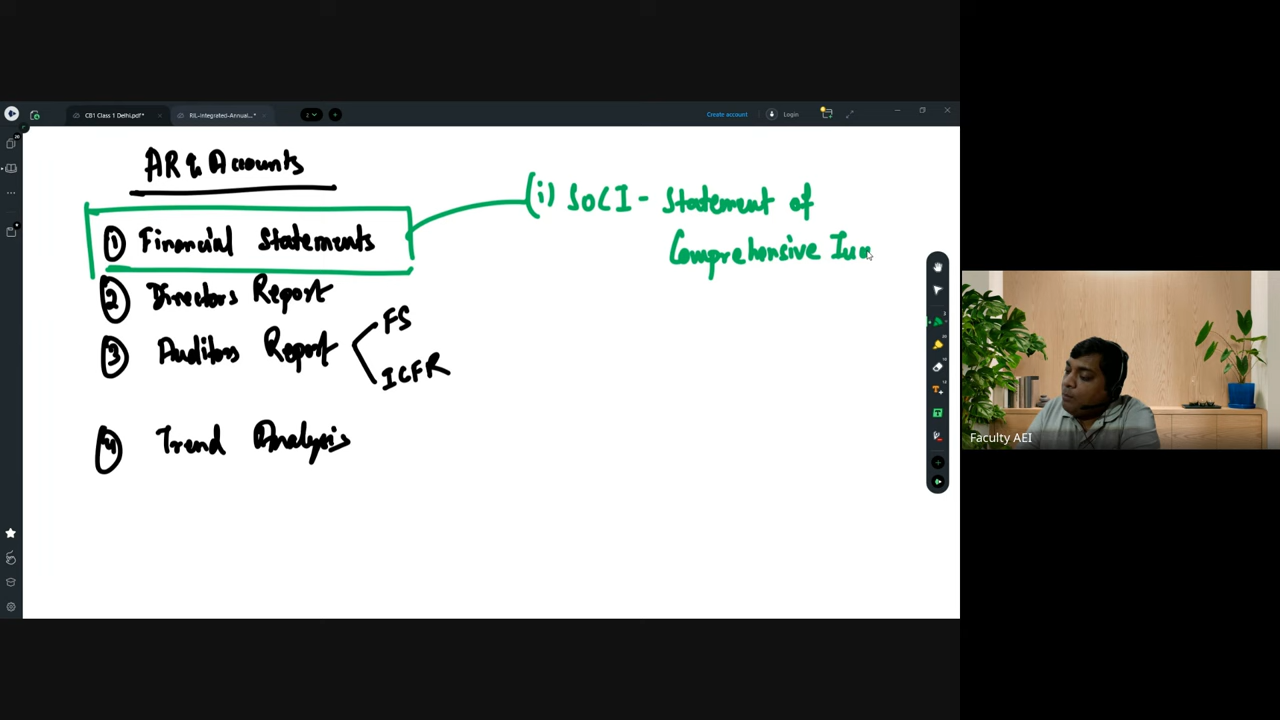 CB1 Class 1 Delhi.pdf*
RIL-Integrated-Annual...*
2
Create account
Login
AR & Accounts
① Financial Statements
② Directors Report
③ Auditors Report
FS
ICFR
④ Trend Analysis
(i) SOCI - Statement of
Comprehensive
Faculty AEI